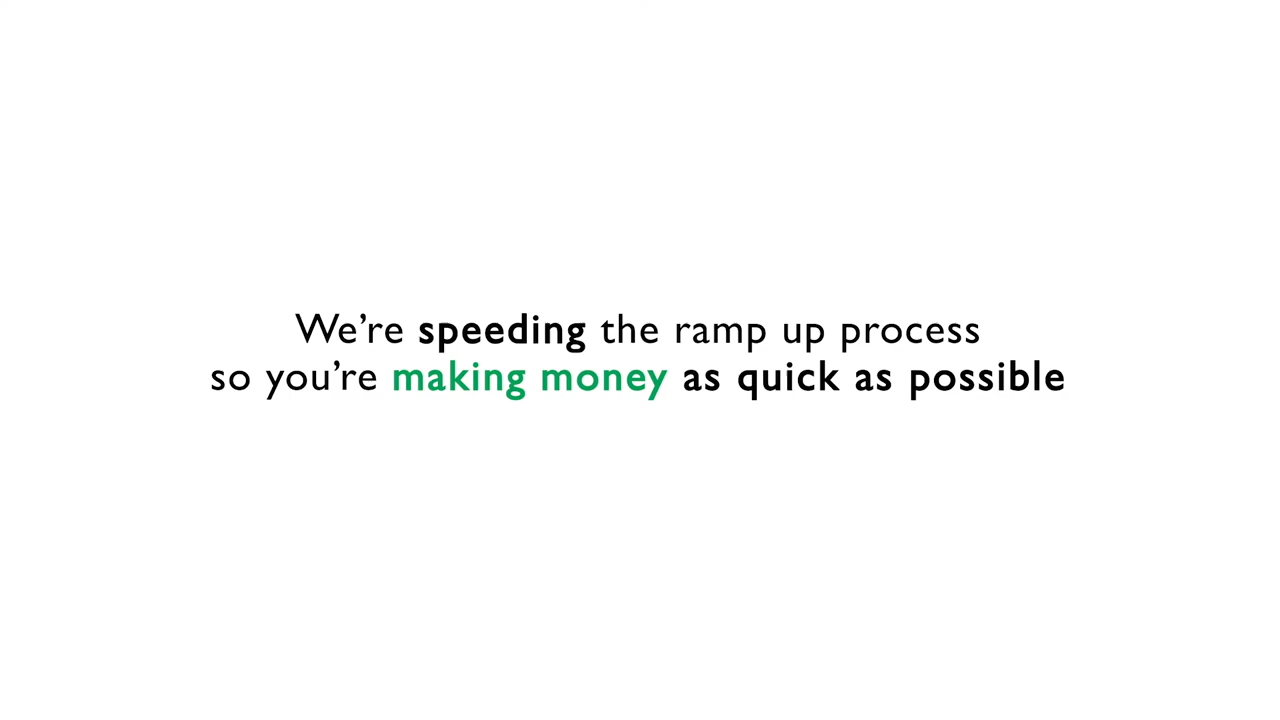 We’re speeding the ramp up process
so you’re making money as quick as possible